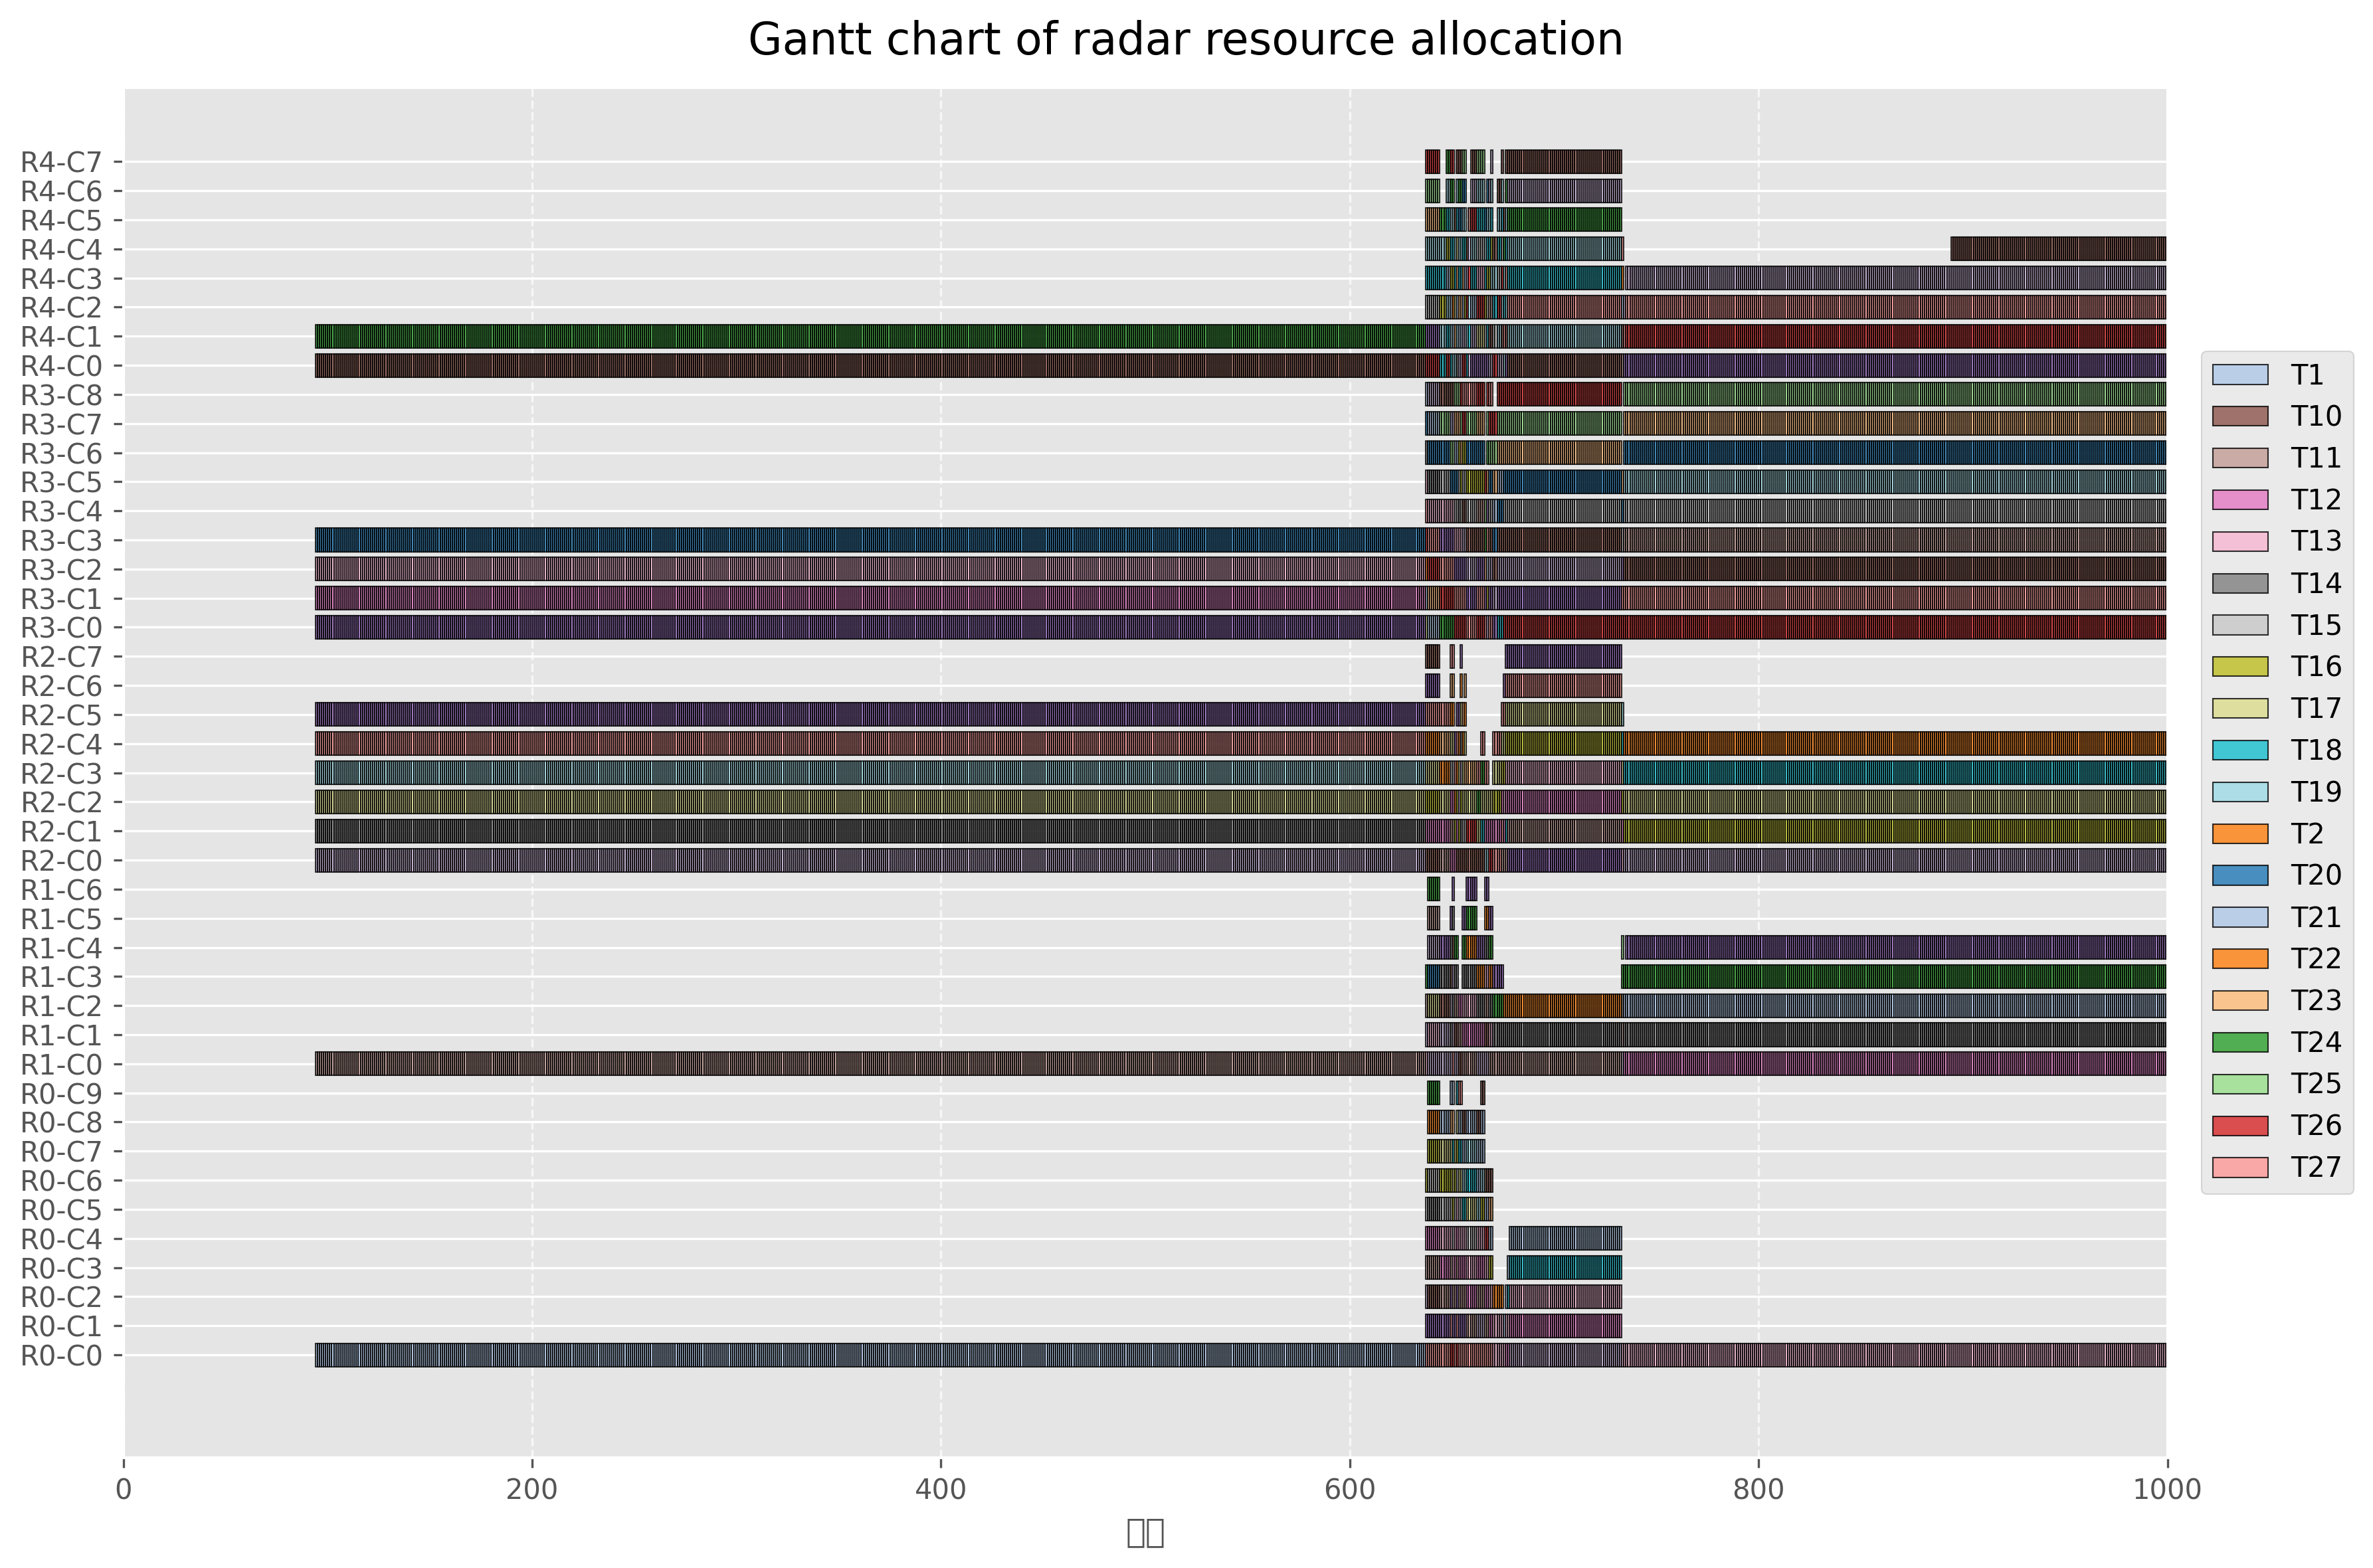 Gantt chart of radar resource allocation
R4-C7
R4-C6
R4-C5
R4-C4
R4-C3
R4-C2
R4-C1
R4-C0
R3-C8
R3-C7
R3-C6
R3-C5
R3-C4
R3-C3
R3-C2
R3-C1
R3-C0
R2-C7
R2-C6
R2-C5
R2-C4
R2-C3
R2-C2
R2-C1
R2-C0
R1-C6
R1-C5
R1-C4
R1-C3
R1-C2
R1-C1
R1-C0
R0-C9
R0-C8
R0-C7
R0-C6
R0-C5
R0-C4
R0-C3
R0-C2
R0-C1
R0-C0
0 200 400 600 800 1000
T1
T10
T11
T12
T13
T14
T15
T16
T17
T18
T19
T2
T20
T21
T22
T23
T24
T25
T26
T27